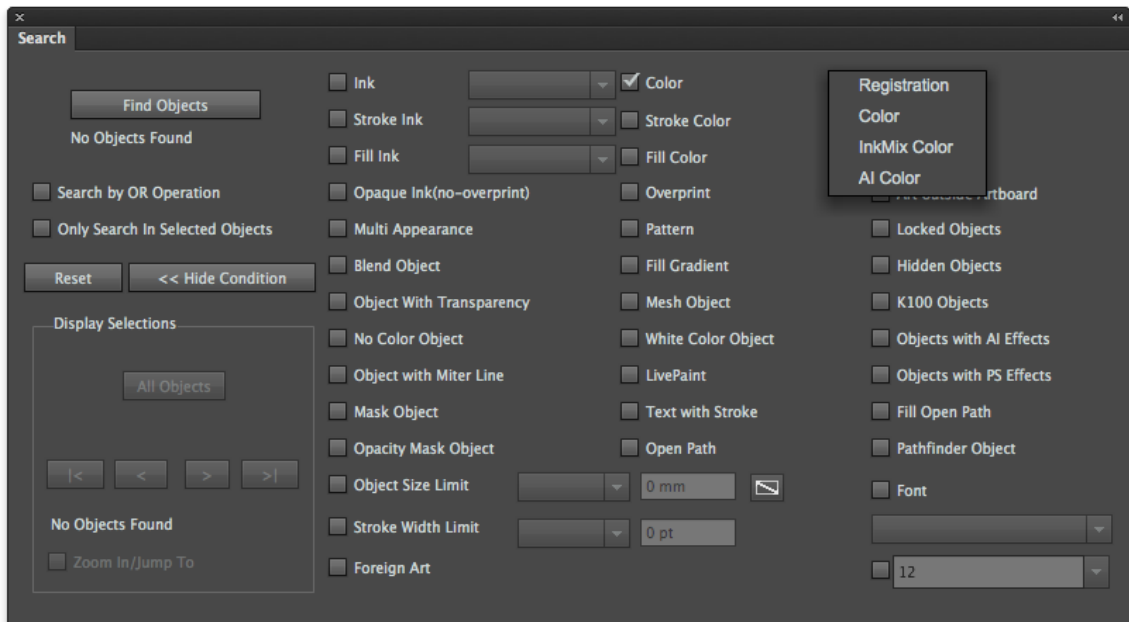 Search
Find Objects
No Objects Found
Search by OR Operation
Only Search In Selected Objects
Reset
<< Hide Condition
Display Selections
All Objects
|<
<
>
>|
No Objects Found
Zoom In/Jump To
Ink
Stroke Ink
Fill Ink
Opaque Ink(no-overprint)
Multi Appearance
Blend Object
Object With Transparency
No Color Object
Object with Miter Line
Mask Object
Opacity Mask Object
Object Size Limit
0 mm
Stroke Width Limit
0 pt
Foreign Art
Color
Stroke Color
Fill Color
Overprint
Pattern
Fill Gradient
Mesh Object
White Color Object
LivePaint
Text with Stroke
Open Path
Registration
Color
InkMix Color
AI Color
Art outside Artboard
Locked Objects
Hidden Objects
K100 Objects
Objects with AI Effects
Objects with PS Effects
Fill Open Path
Pathfinder Object
Font
12